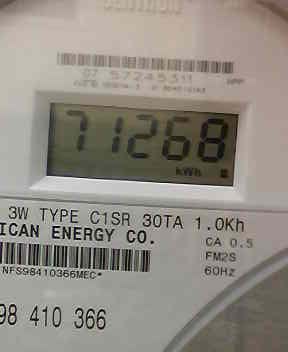 CENTRON
07 57245311
71268
kWh
3W TYPE C1SR 30TA 1.0Kh
ICAN ENERGY CO.
CA 0.5
FM2S
60Hz
NFS98410366MEC*
98 410 366